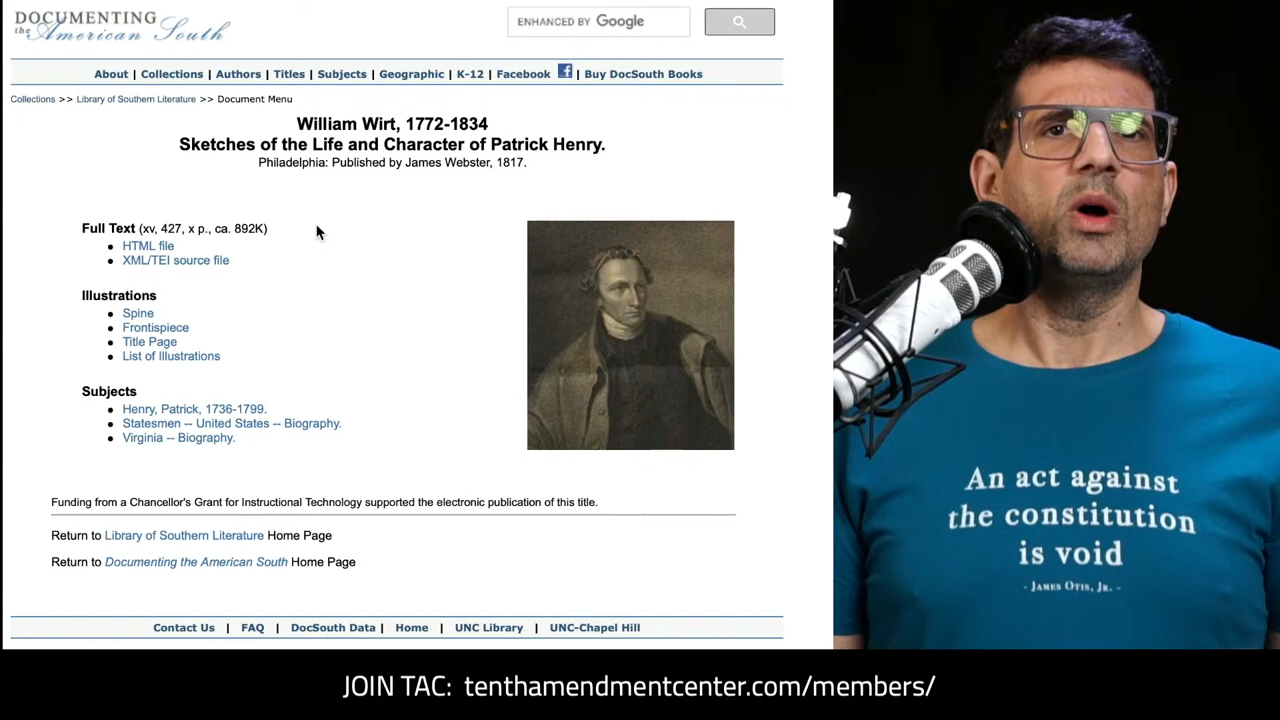 DOCUMENTING
the American South
ENHANCED BY Google
About | Collections | Authors | Titles | Subjects | Geographic | K-12 | Facebook f | Buy DocSouth Books
Collections >> Library of Southern Literature >> Document Menu
William Wirt, 1772-1834
Sketches of the Life and Character of Patrick Henry.
Philadelphia: Published by James Webster, 1817.
Full Text (xv, 427, x p., ca. 892K)
HTML file
XML/TEI source file
Illustrations
Spine
Frontispiece
Title Page
List of Illustrations
Subjects
Henry, Patrick, 1736-1799.
Statesmen -- United States -- Biography.
Virginia -- Biography.
Funding from a Chancellor's Grant for Instructional Technology supported the electronic publication of this title.
Return to Library of Southern Literature Home Page
Return to Documenting the American South Home Page
Contact Us | FAQ | DocSouth Data | Home | UNC Library | UNC-Chapel Hill
An act against
the constitution
is void
- James Otis, Jr. -
JOIN TAC: tenthamendmentcenter.com/members/